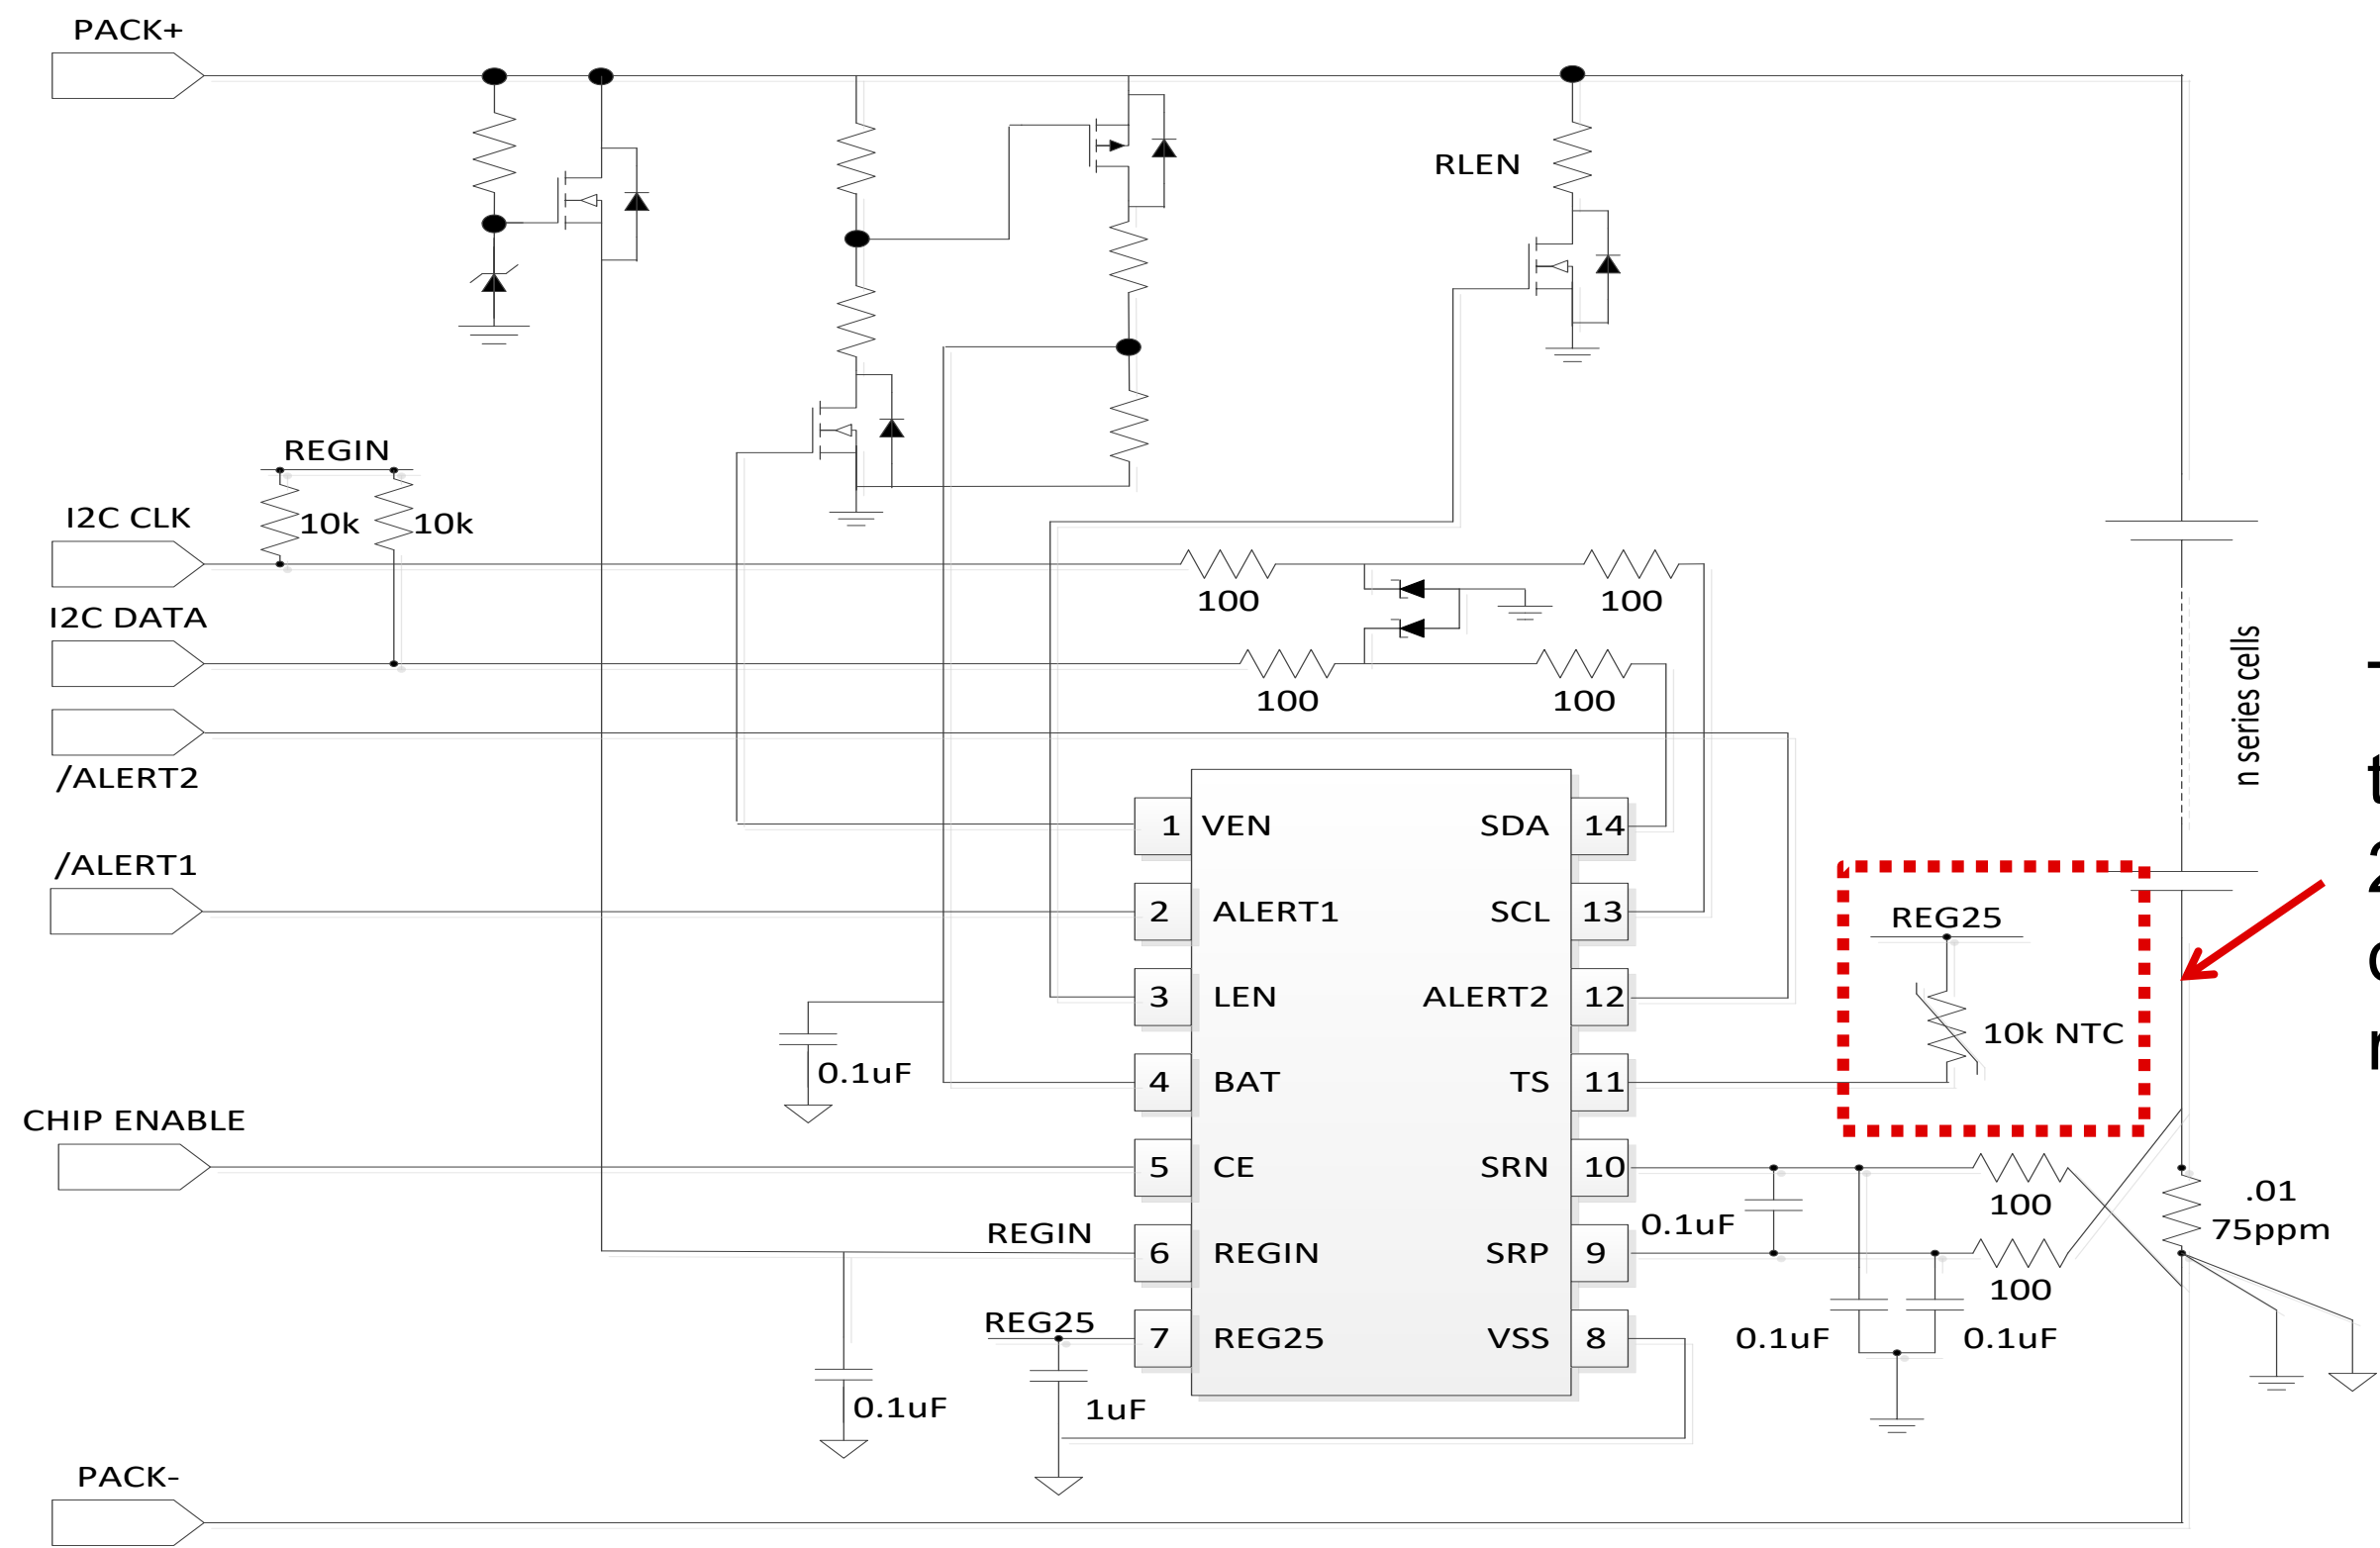 PACK+
RLEN
REGIN
10k
10k
I2C CLK
I2C DATA
100
100
100
100
/ALERT2
n series cells
/ALERT1
1 VEN
SDA 14
2 ALERT1
SCL 13
3 LEN
ALERT2 12
4 BAT
TS 11
5 CE
SRN 10
6 REGIN
SRP 9
7 REG25
VSS 8
REG25
10k NTC
0.1uF
CHIP ENABLE
REGIN
REG25
0.1uF
1uF
0.1uF
100
100
.01
75ppm
0.1uF
0.1uF
PACK-